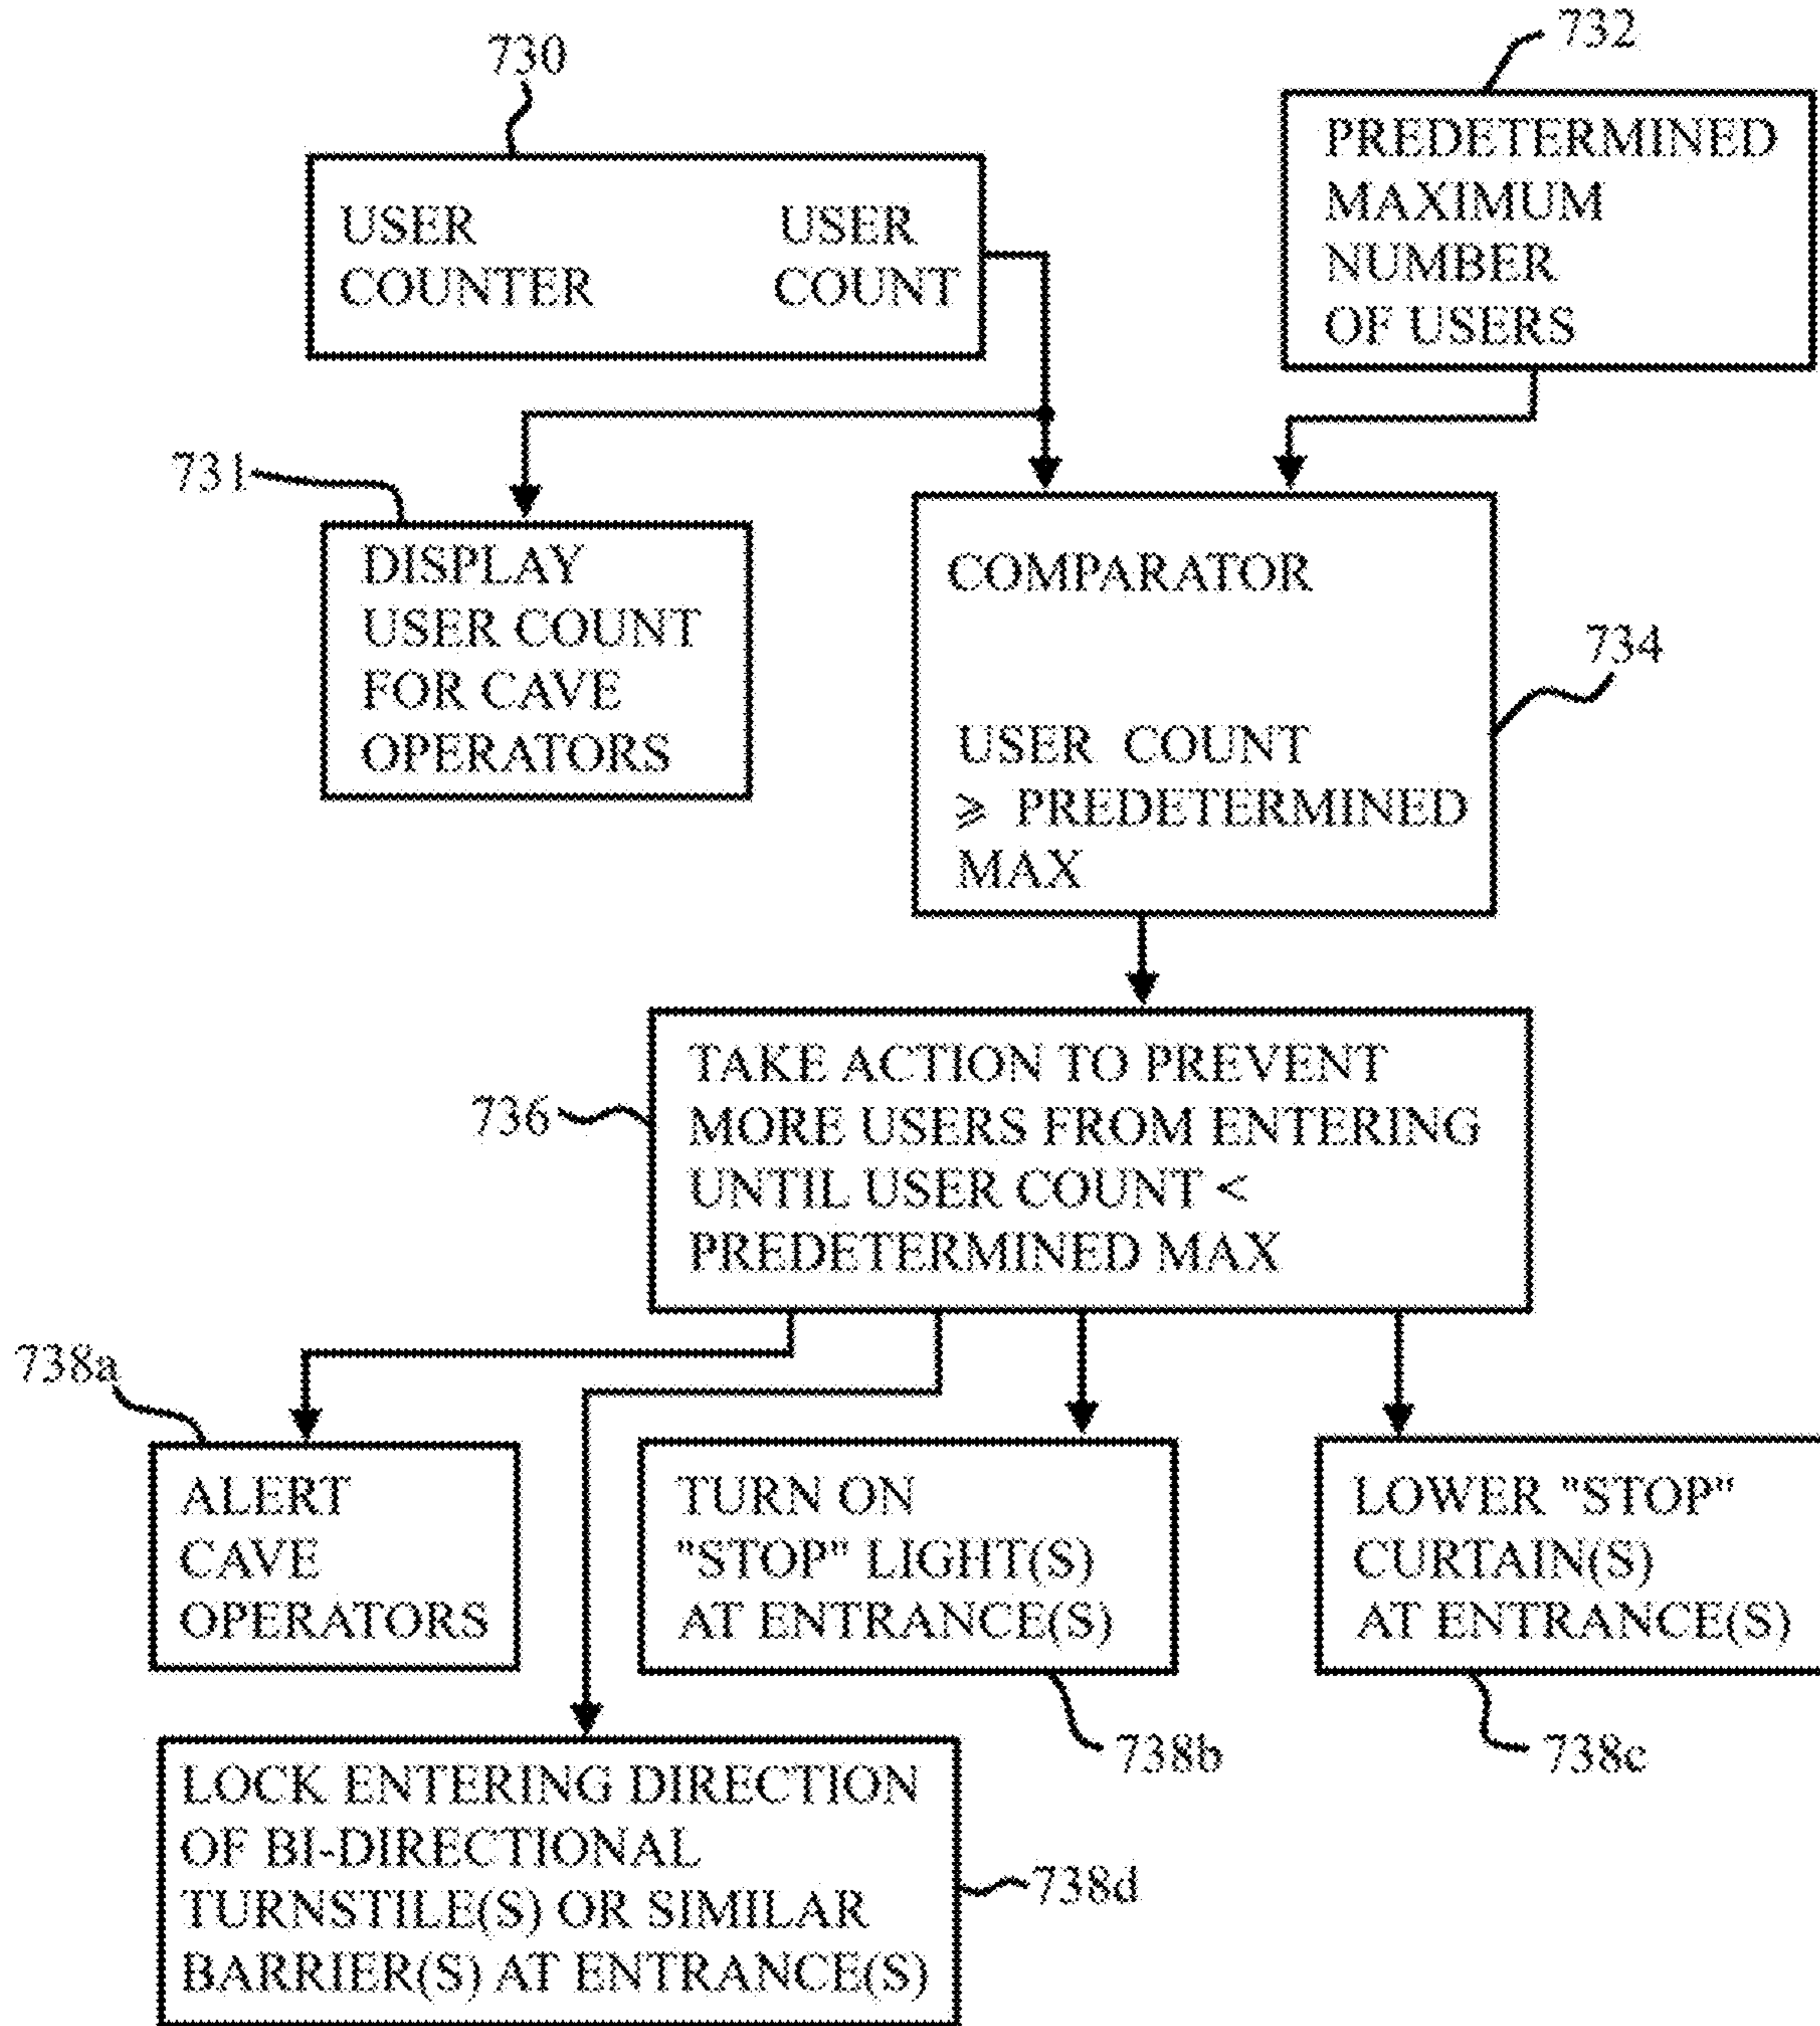 730
732
USER COUNTER
USER COUNT
PREDETERMINED
MAXIMUM
NUMBER
OF USERS
731
DISPLAY
USER COUNT
FOR CAVE
OPERATORS
COMPARATOR
USER COUNT
⩾ PREDETERMINED
MAX
734
736
TAKE ACTION TO PREVENT
MORE USERS FROM ENTERING
UNTIL USER COUNT <
PREDETERMINED MAX
738a
ALERT
CAVE
OPERATORS
TURN ON
"STOP" LIGHT(S)
AT ENTRANCE(S)
738b
LOWER "STOP"
CURTAIN(S)
AT ENTRANCE(S)
738c
LOCK ENTERING DIRECTION
OF BI-DIRECTIONAL
TURNSTILE(S) OR SIMILAR
BARRIER(S) AT ENTRANCE(S)
738d